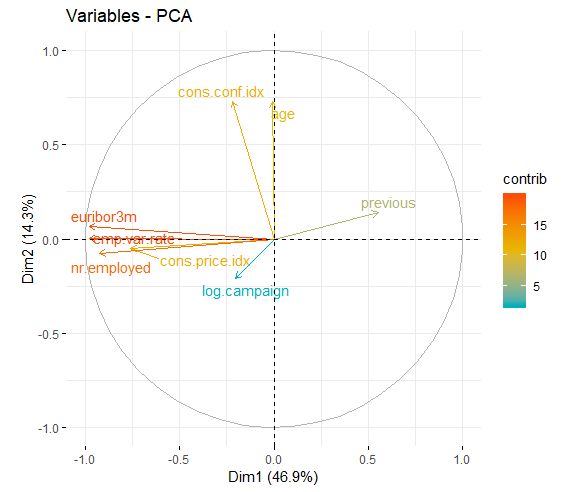 Variables - PCA
1.0
0.5
0.0
-0.5
-1.0
Dim2 (14.3%)
cons.conf.idx
age
previous
euribor3m
emp.var.rate
cons.price.idx
nr.employed
log.campaign
-1.0
-0.5
0.0
0.5
1.0
Dim1 (46.9%)
contrib
15
10
5